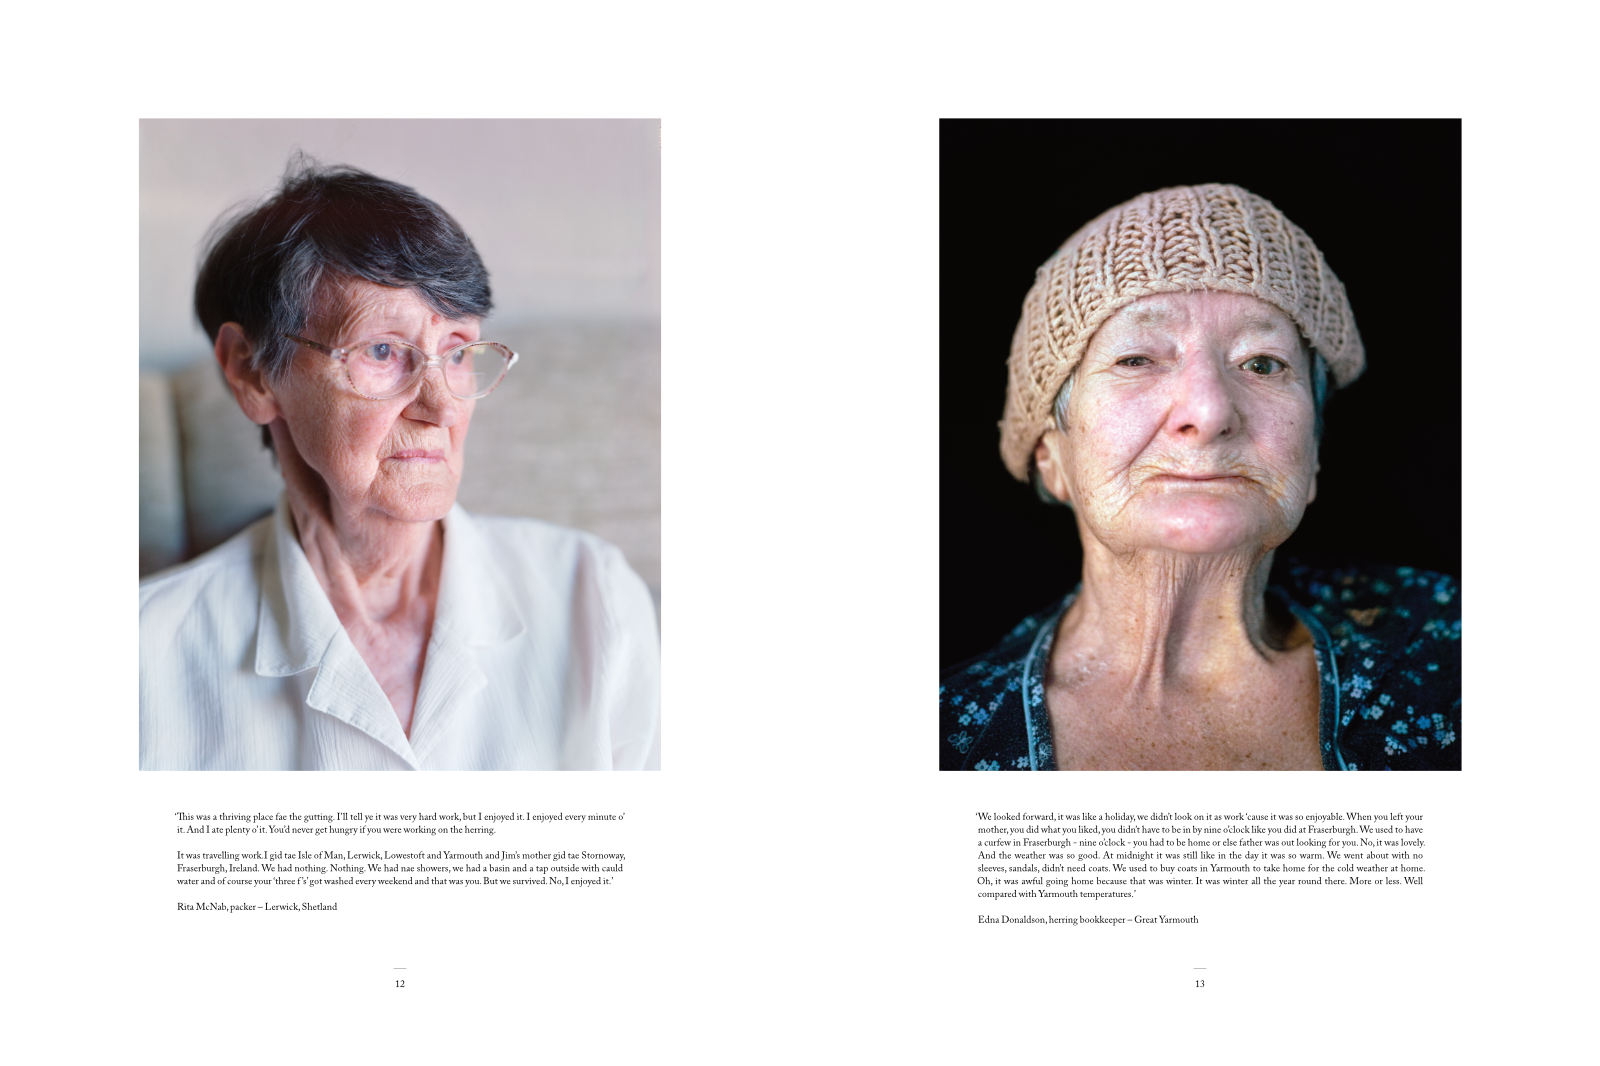 'This was a thriving place fae the gutting. I'll tell ye it was very hard work, but I enjoyed it. I enjoyed every minute o'
it. And I ate plenty o' it. You'd never get hungry if you were working on the herring.
It was travelling work.I gid tae Isle of Man, Lerwick, Lowestoft and Yarmouth and Jim's mother gid tae Stornoway,
Fraserburgh, Ireland. We had nothing. Nothing. We had nae showers, we had a basin and a tap outside with cauld
water and of course your 'three f's' got washed every weekend and that was you. But we survived. No, I enjoyed it.'
Rita McNab, packer – Lerwick, Shetland
12
'We looked forward, it was like a holiday, we didn't look on it as work 'cause it was so enjoyable. When you left your
mother, you did what you liked, you didn't have to be in by nine o'clock like you did at Fraserburgh. We used to have
a curfew in Fraserburgh - nine o'clock - you had to be home or else father was out looking for you. No, it was lovely.
And the weather was so good. At midnight it was still like in the day it was so warm. We went about with no
sleeves, sandals, didn't need coats. We used to buy coats in Yarmouth to take home for the cold weather at home.
Oh, it was awful going home because that was winter. It was winter all the year round there. More or less. Well
compared with Yarmouth temperatures.'
Edna Donaldson, herring bookkeeper – Great Yarmouth
13